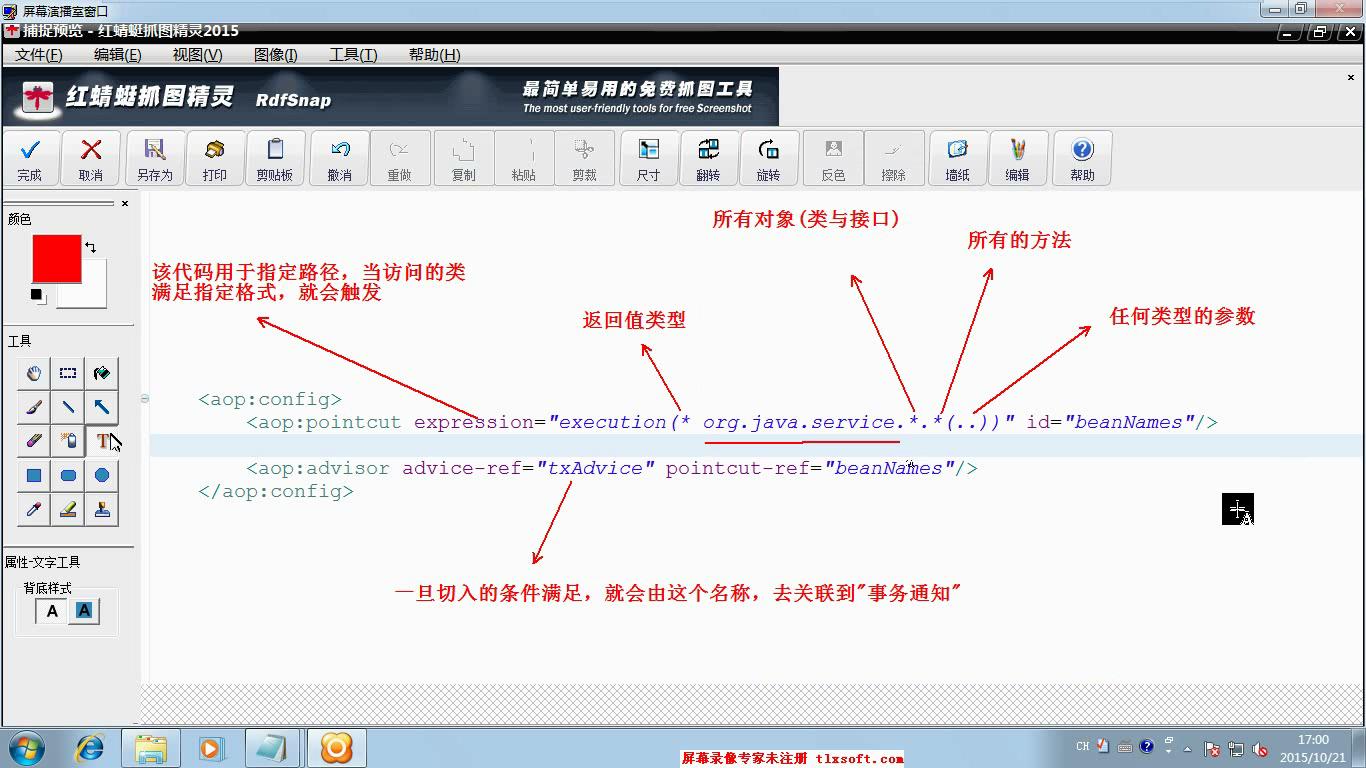 屏幕演播室窗口
捕捉预览 - 红蜻蜓抓图精灵2015
文件(F) 编辑(E) 视图(V) 图像(I) 工具(T) 帮助(H)
红蜻蜓抓图精灵 RdfSnap
最简单易用的免费抓图工具
The most user-friendly tools for free Screenshot
完成 取消 另存为 打印 剪贴板 撤消 重做 复制 粘贴 剪裁 尺寸 翻转 旋转 反色 擦除 墙纸 编辑 帮助
颜色
工具
属性-文字工具
背底样式
A A
所有对象(类与接口)
所有的方法
该代码用于指定路径，当访问的类
满足指定格式，就会触发
返回值类型
任何类型的参数
<aop:config>
<aop:pointcut expression="execution(* org.java.service.*.*(..))" id="beanNames"/>
<aop:advisor advice-ref="txAdvice" pointcut-ref="beanNames"/>
</aop:config>
一旦切入的条件满足，就会由这个名称，去关联到"事务通知"
CH
17:00
2015/10/21
屏幕录像专家未注册 tlxsoft.com